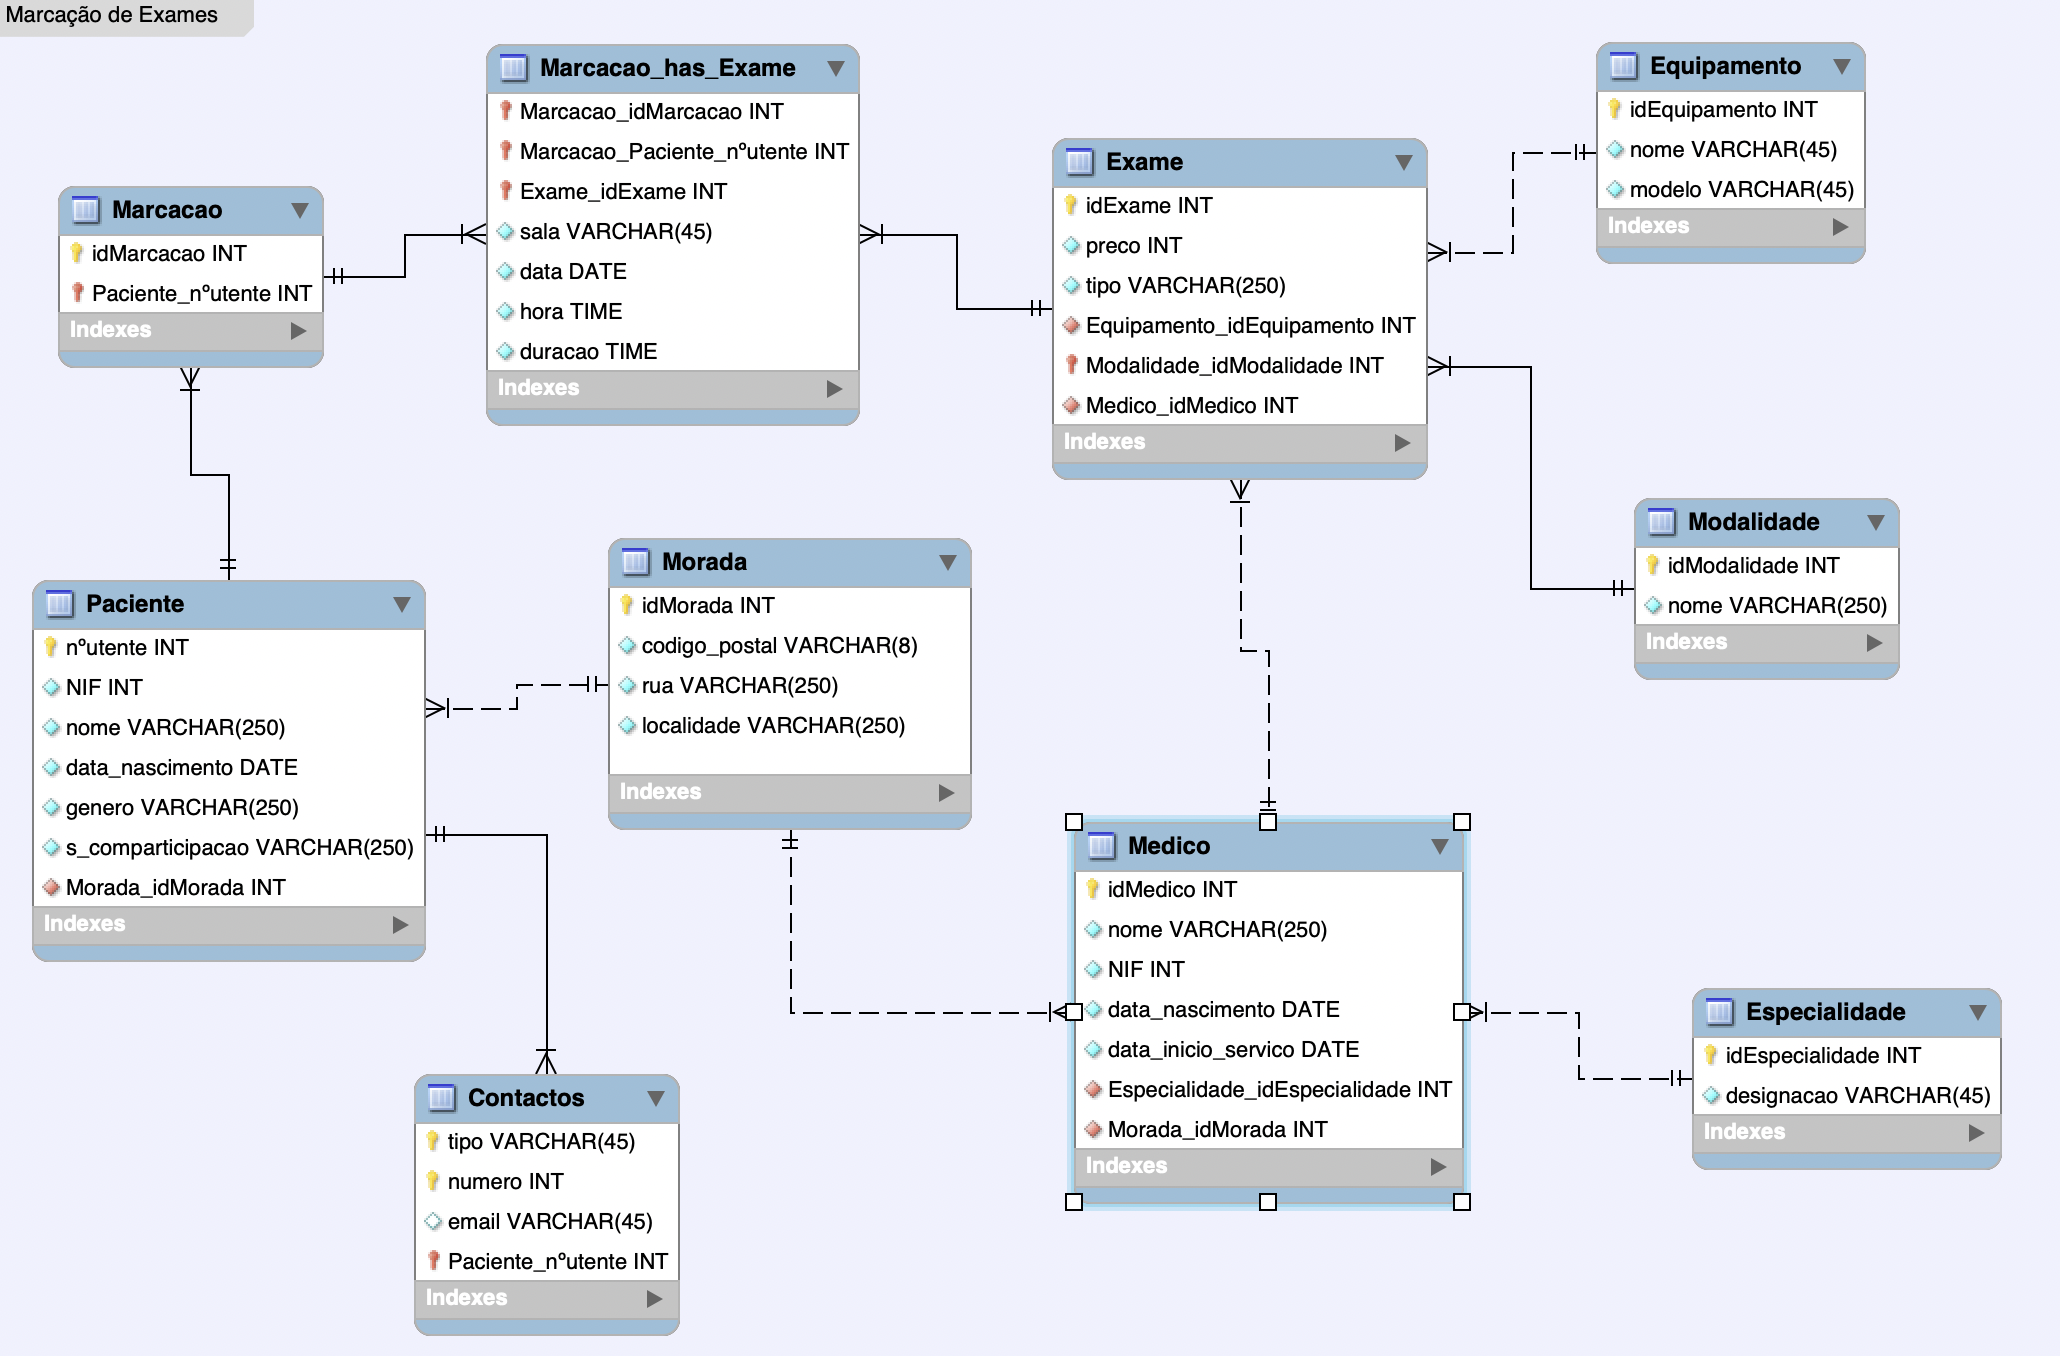 Marcação de Exames
Marcacao_has_Exame
Marcacao_idMarcacao INT
Marcacao_Paciente_nºutente INT
Exame_idExame INT
sala VARCHAR(45)
data DATE
hora TIME
duracao TIME
Indexes
Equipamento
idEquipamento INT
nome VARCHAR(45)
modelo VARCHAR(45)
Indexes
Exame
idExame INT
preco INT
tipo VARCHAR(250)
Equipamento_idEquipamento INT
Modalidade_idModalidade INT
Medico_idMedico INT
Indexes
Marcacao
idMarcacao INT
Paciente_nºutente INT
Indexes
Modalidade
idModalidade INT
nome VARCHAR(250)
Indexes
Morada
idMorada INT
codigo_postal VARCHAR(8)
rua VARCHAR(250)
localidade VARCHAR(250)
Indexes
Paciente
nºutente INT
NIF INT
nome VARCHAR(250)
data_nascimento DATE
genero VARCHAR(250)
s_comparticipacao VARCHAR(250)
Morada_idMorada INT
Indexes
Medico
idMedico INT
nome VARCHAR(250)
NIF INT
data_nascimento DATE
data_inicio_servico DATE
Especialidade_idEspecialidade INT
Morada_idMorada INT
Indexes
Especialidade
idEspecialidade INT
designacao VARCHAR(45)
Indexes
Contactos
tipo VARCHAR(45)
numero INT
email VARCHAR(45)
Paciente_nºutente INT
Indexes